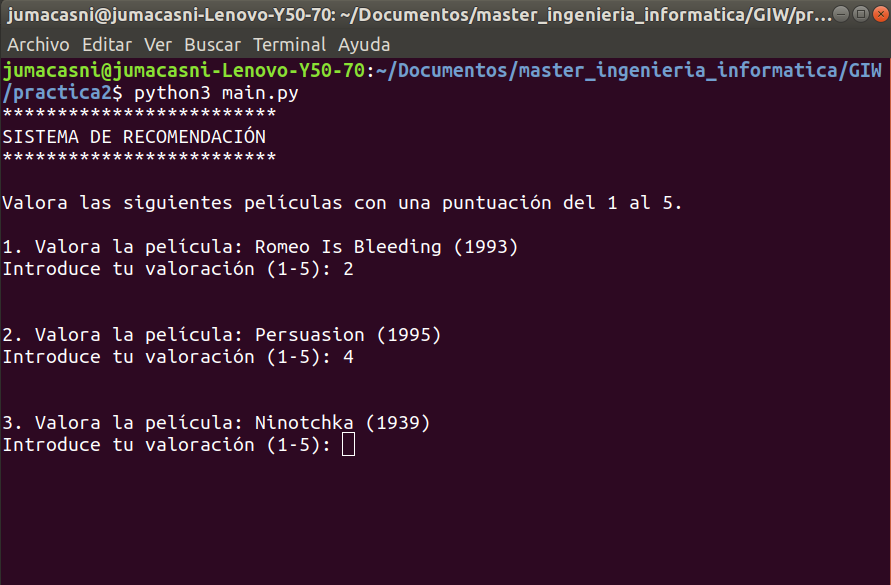 jumacasni@jumacasni-Lenovo-Y50-70: ~/Documentos/master_ingenieria_informatica/GIW/pr...
Archivo Editar Ver Buscar Terminal Ayuda
jumacasni@jumacasni-Lenovo-Y50-70:~/Documentos/master_ingenieria_informatica/GIW
/practica2$ python3 main.py
*************************
SISTEMA DE RECOMENDACIÓN
*************************
Valora las siguientes películas con una puntuación del 1 al 5.
1. Valora la película: Romeo Is Bleeding (1993)
Introduce tu valoración (1-5): 2
2. Valora la película: Persuasion (1995)
Introduce tu valoración (1-5): 4
3. Valora la película: Ninotchka (1939)
Introduce tu valoración (1-5):